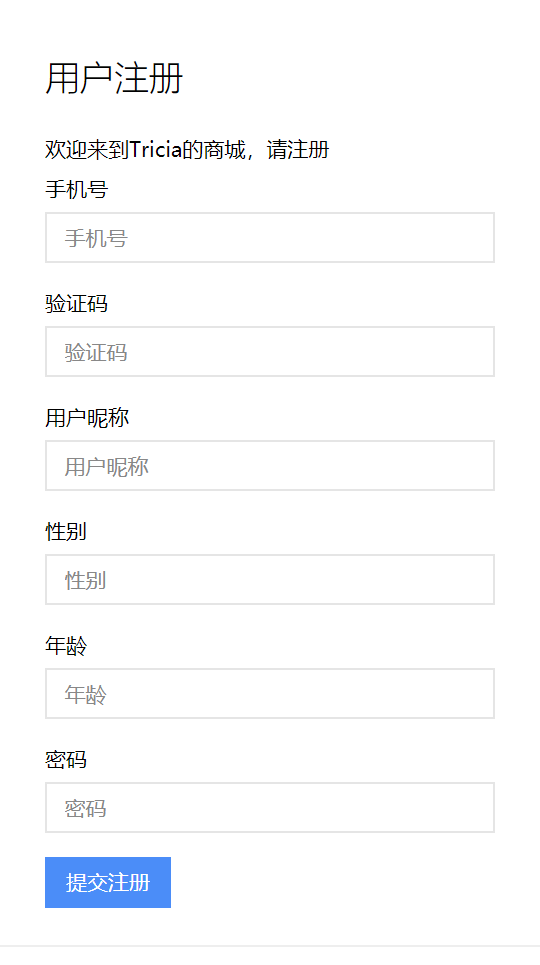 用户注册
欢迎来到Tricia的商城，请注册
手机号
手机号
验证码
验证码
用户昵称
用户昵称
性别
性别
年龄
年龄
密码
密码
提交注册